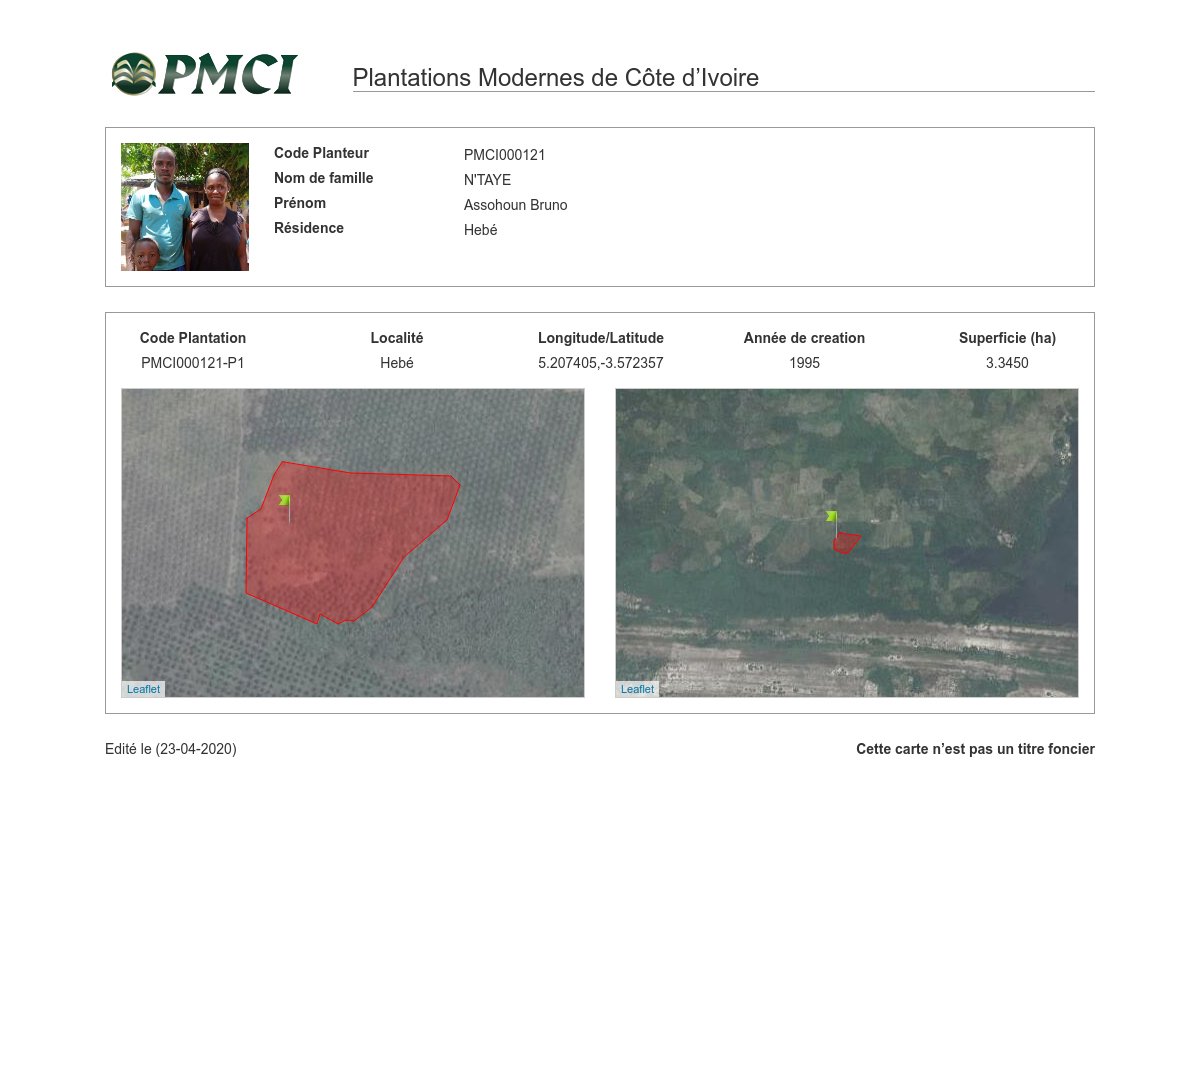 PMCI
Plantations Modernes de Côte d’Ivoire
Code Planteur PMCI000121
Nom de famille N'TAYE
Prénom Assohoun Bruno
Résidence Hebé
Code Plantation Localité Longitude/Latitude Année de creation Superficie (ha)
PMCI000121-P1 Hebé 5.207405,-3.572357 1995 3.3450
Leaflet Leaflet
Edité le (23-04-2020) Cette carte n’est pas un titre foncier